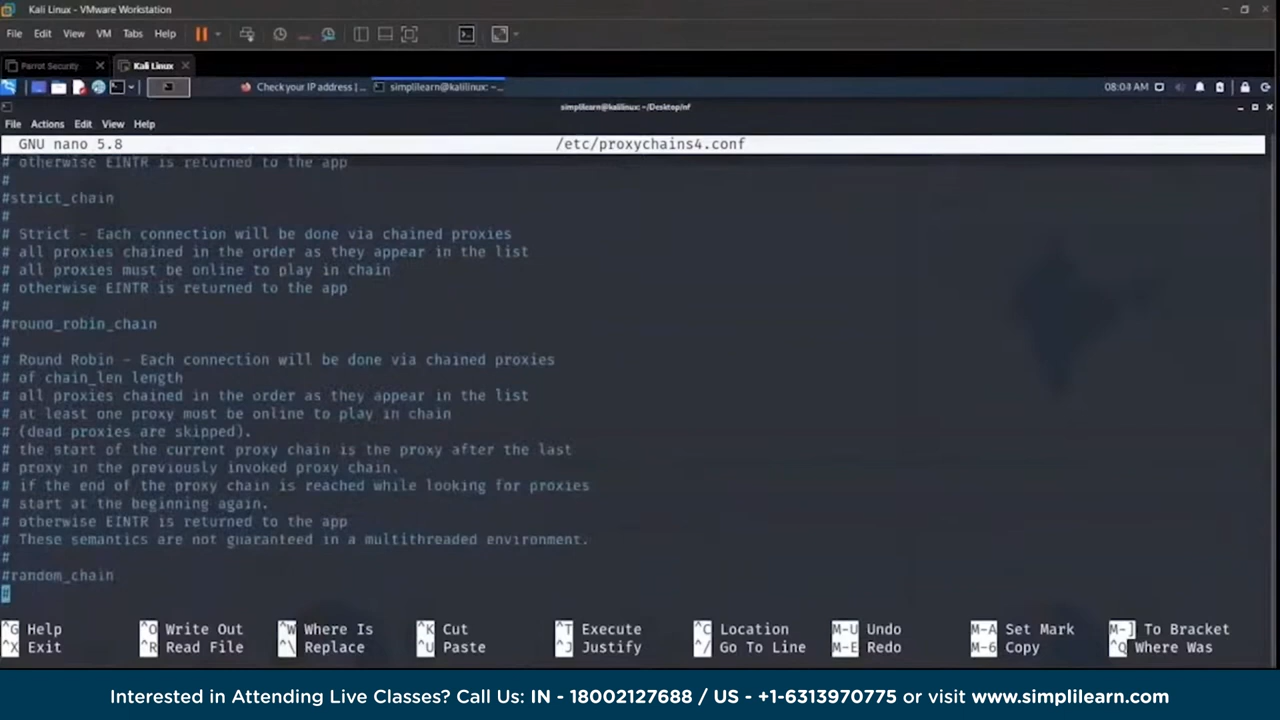 Kali Linux - VMware Workstation
File Edit View VM Tabs Help
Parrot Security Kali Linux
Check your IP address | ... simplilearn@kalilinux: ~... 08:04 AM
simplilearn@kalilinux: ~/Desktop/nf
File Actions Edit View Help
GNU nano 5.8 /etc/proxychains4.conf
# otherwise EINTR is returned to the app
#
#strict_chain
#
# Strict - Each connection will be done via chained proxies
# all proxies chained in the order as they appear in the list
# all proxies must be online to play in chain
# otherwise EINTR is returned to the app
#
#round_robin_chain
#
# Round Robin - Each connection will be done via chained proxies
# of chain_len length
# all proxies chained in the order as they appear in the list
# at least one proxy must be online to play in chain
# (dead proxies are skipped).
# the start of the current proxy chain is the proxy after the last
# proxy in the previously invoked proxy chain.
# if the end of the proxy chain is reached while looking for proxies
# start at the beginning again.
# otherwise EINTR is returned to the app
# These semantics are not guaranteed in a multithreaded environment.
#
#random_chain
#
^G Help ^O Write Out ^W Where Is ^K Cut ^T Execute ^C Location M-U Undo M-A Set Mark M-] To Bracket
^X Exit ^R Read File ^\ Replace ^U Paste ^J Justify ^/ Go To Line M-E Redo M-6 Copy ^Q Where Was
Interested in Attending Live Classes? Call Us: IN - 18002127688 / US - +1-6313970775 or visit www.simplilearn.com